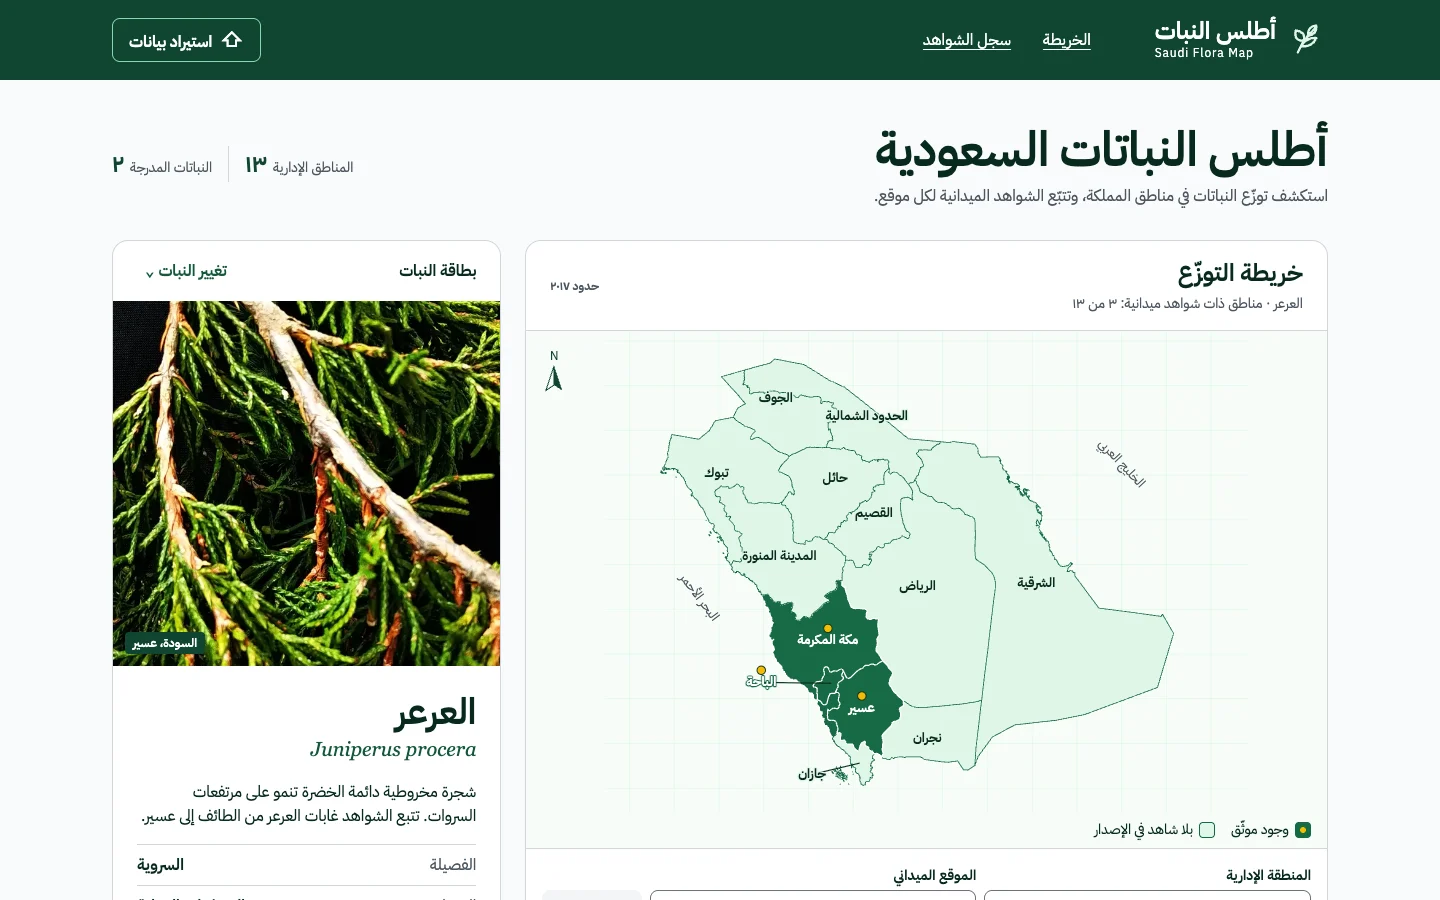 أطلس النبات
Saudi Flora Map
الخريطة
سجل الشواهد
استيراد بيانات
أطلس النباتات السعودية
استكشف توزّع النباتات في مناطق المملكة، وتتبّع الشواهد الميدانية لكل موقع.
المناطق الإدارية ١٣
النباتات المدرجة ٢
خريطة التوزّع
العرعر · مناطق ذات شواهد ميدانية: ٣ من ١٣
حدود ٢٠١٧
N
الجوف
الحدود الشمالية
تبوك
حائل
القصيم
المدينة المنورة
الرياض
الشرقية
مكة المكرمة
الباحة
عسير
نجران
جازان
الخليج العربي
البحر الأحمر
وجود موثّق
بلا شاهد في الإصدار
المنطقة الإدارية
الموقع الميداني
بطاقة النبات
تغيير النبات
السودة، عسير
العرعر
Juniperus procera
شجرة مخروطية دائمة الخضرة تنمو على مرتفعات
السروات. تتبع الشواهد غابات العرعر من الطائف إلى عسير.
الفصيلة
السروية